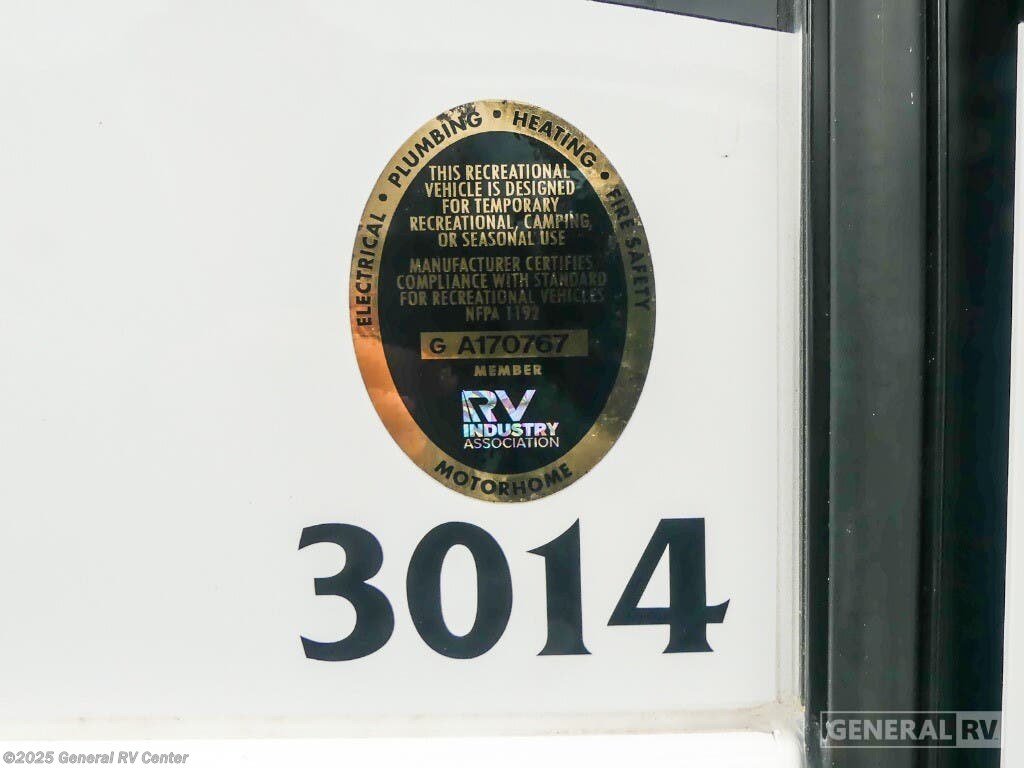 ELECTRICAL • PLUMBING • HEATING • FIRE SAFETY
THIS RECREATIONAL
VEHICLE IS DESIGNED
FOR TEMPORARY
RECREATIONAL, CAMPING,
OR SEASONAL USE
MANUFACTURER CERTIFIES
COMPLIANCE WITH STANDARD
FOR RECREATIONAL VEHICLES
NFPA 1192
G A170767
MEMBER
RV
INDUSTRY
ASSOCIATION
MOTORHOME
3014
GENERAL RV
©2025 General RV Center